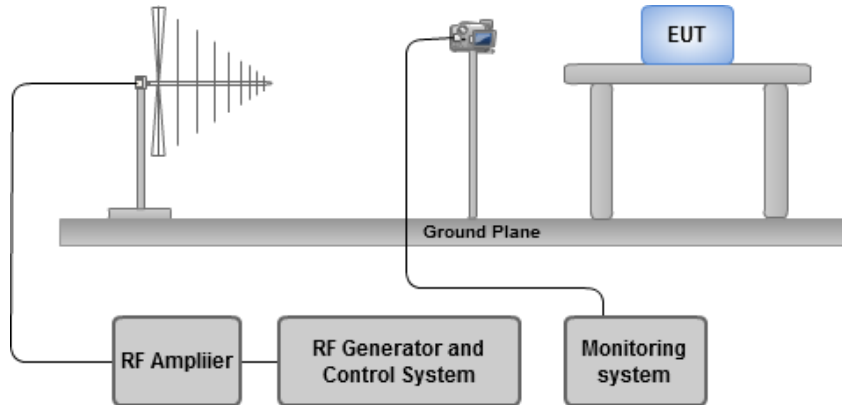 EUT
Ground Plane
RF Ampliier
RF Generator and
Control System
Monitoring
system